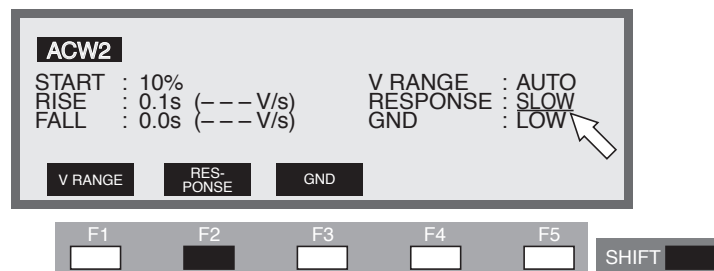 ACW2
START : 10%
RISE : 0.1s (– – – V/s)
FALL : 0.0s (– – – V/s)
V RANGE : AUTO
RESPONSE : SLOW
GND : LOW
V RANGE
RES-
PONSE
GND
F1 F2 F3 F4 F5
SHIFT